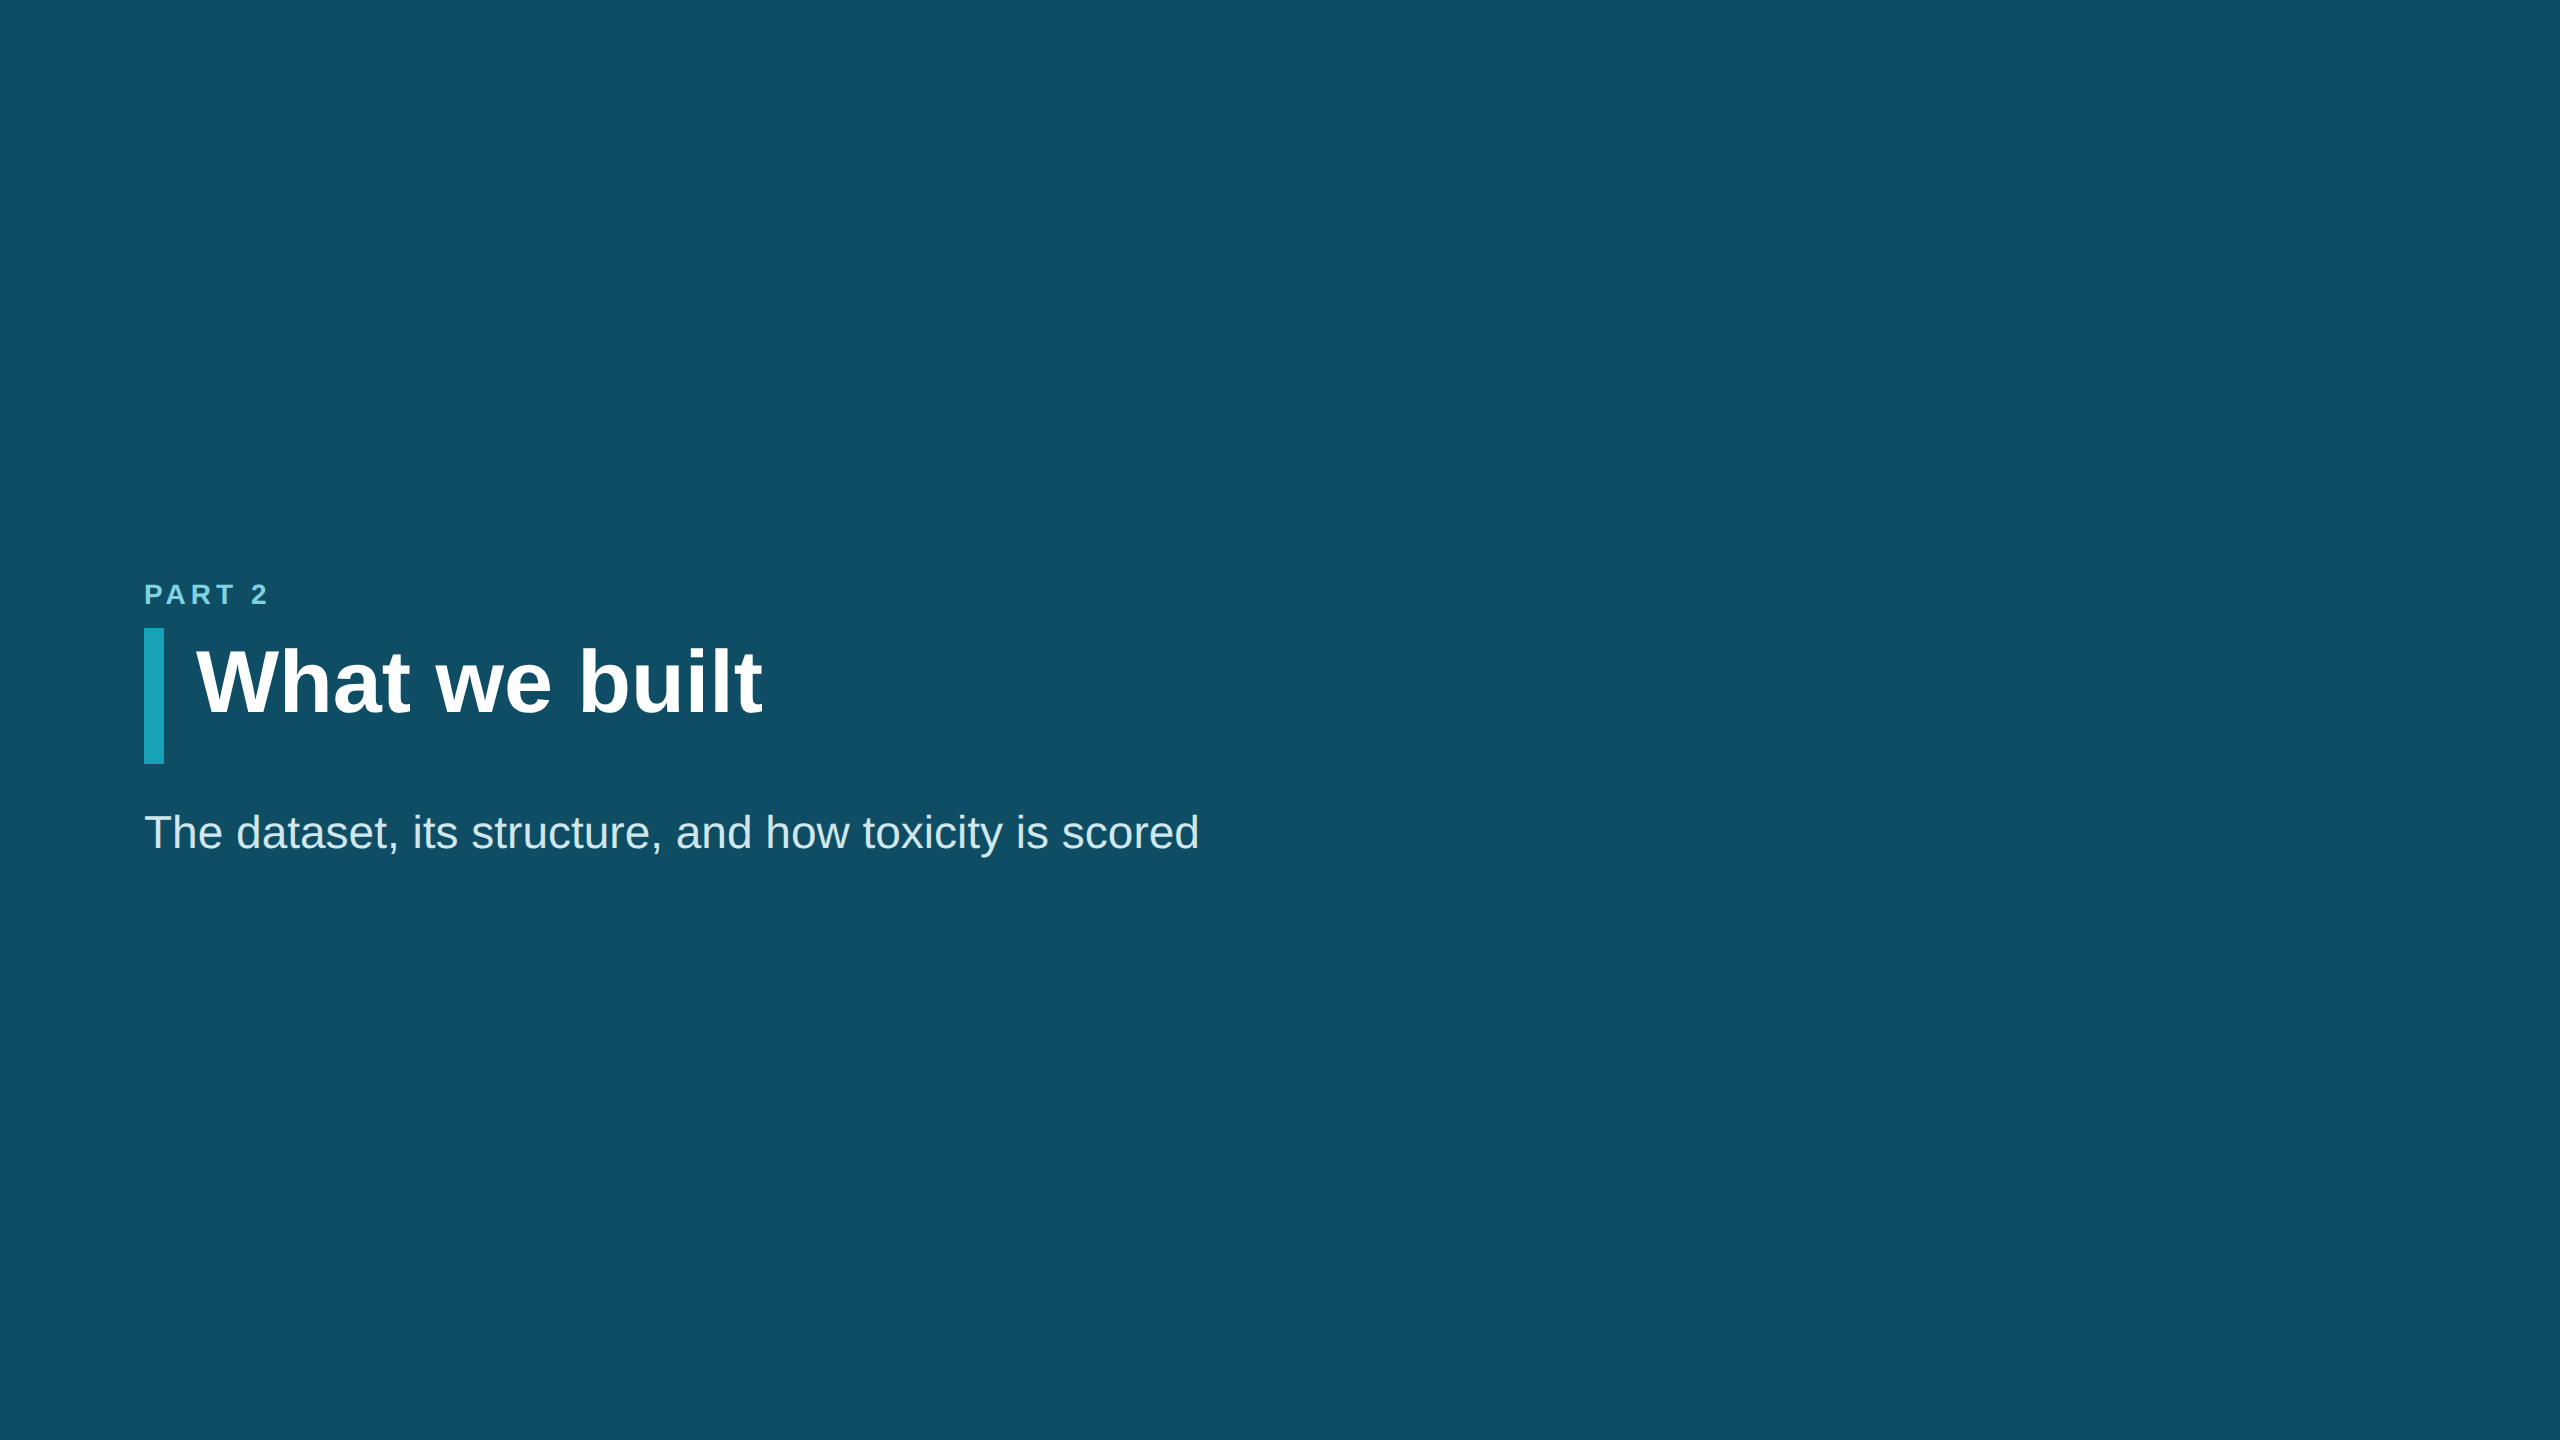 PART 2
What we built
The dataset, its structure, and how toxicity is scored